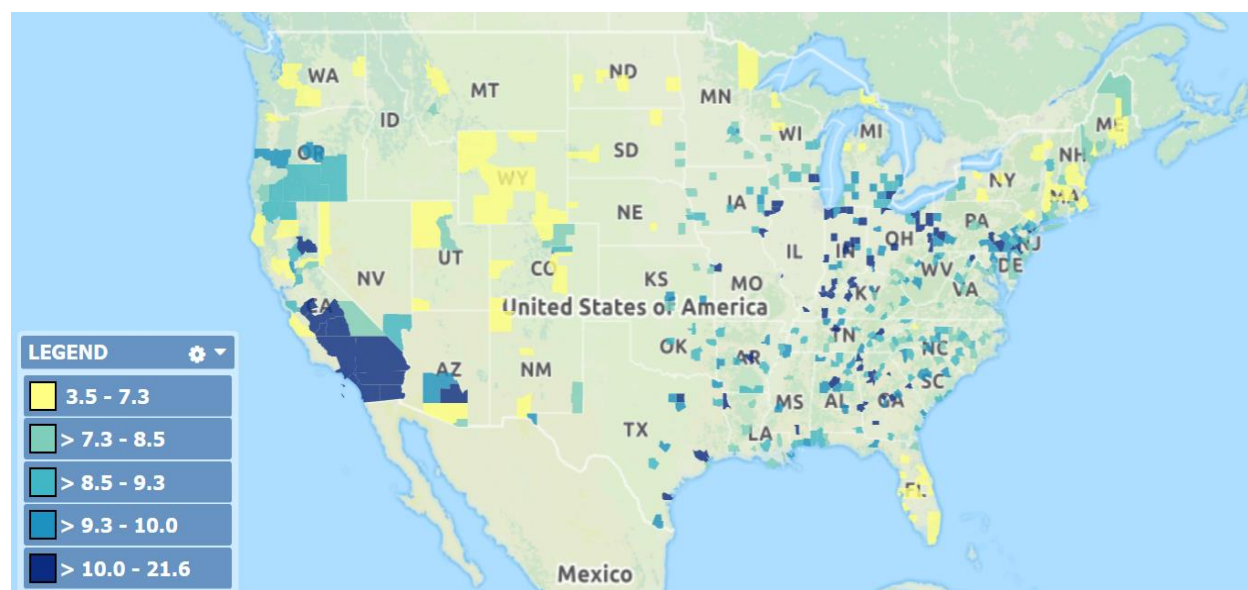 WA
MT
ND
MN
ID
OR
SD
WI
MI
ME
NH
WY
NY
MA
IA
NE
PA
OH
NJ
NV
UT
CO
IL
IN
WV
DE
KS
MO
KY
VA
CA
United States of America
AZ
NM
OK
AR
TN
NC
SC
MS
AL
GA
TX
LA
FL
Mexico
LEGEND
3.5 - 7.3
> 7.3 - 8.5
> 8.5 - 9.3
> 9.3 - 10.0
> 10.0 - 21.6